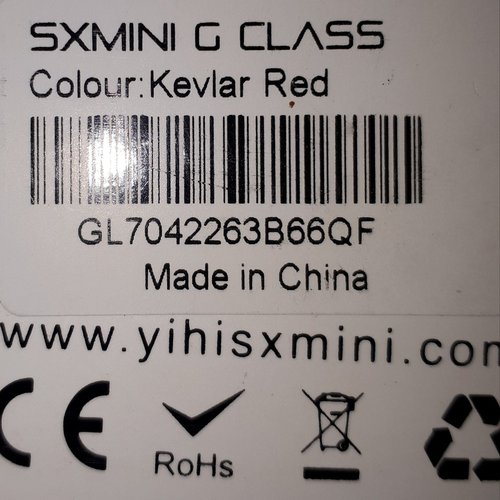 SXMINI G CLASS
Colour:Kevlar Red
GL7042263B66QF
Made in China
www.yihisxmini.com
CE
RoHs